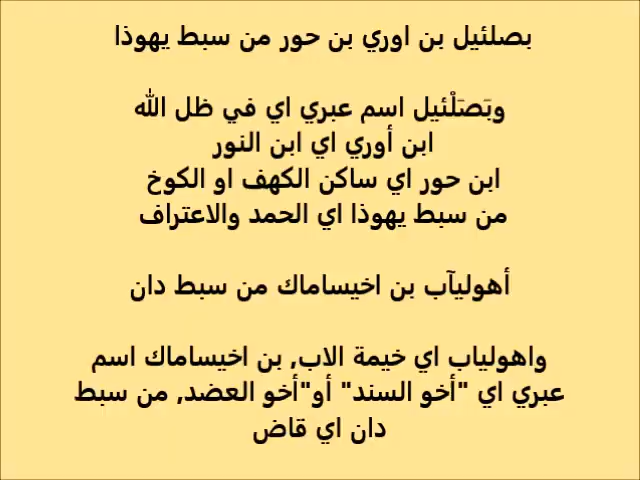 بصلئيل بن اوري بن حور من سبط يهوذا
وبَصَلْئيل اسم عبري اي في ظل الله
ابن أوري اي ابن النور
ابن حور اي ساكن الكهف او الكوخ
من سبط يهوذا اي الحمد والاعتراف
أهوليآب بن اخيساماك من سبط دان
واهولياب اي خيمة الاب, بن اخيساماك اسم
عبري اي "أخو السند" أو"أخو العضد, من سبط
دان اي قاض